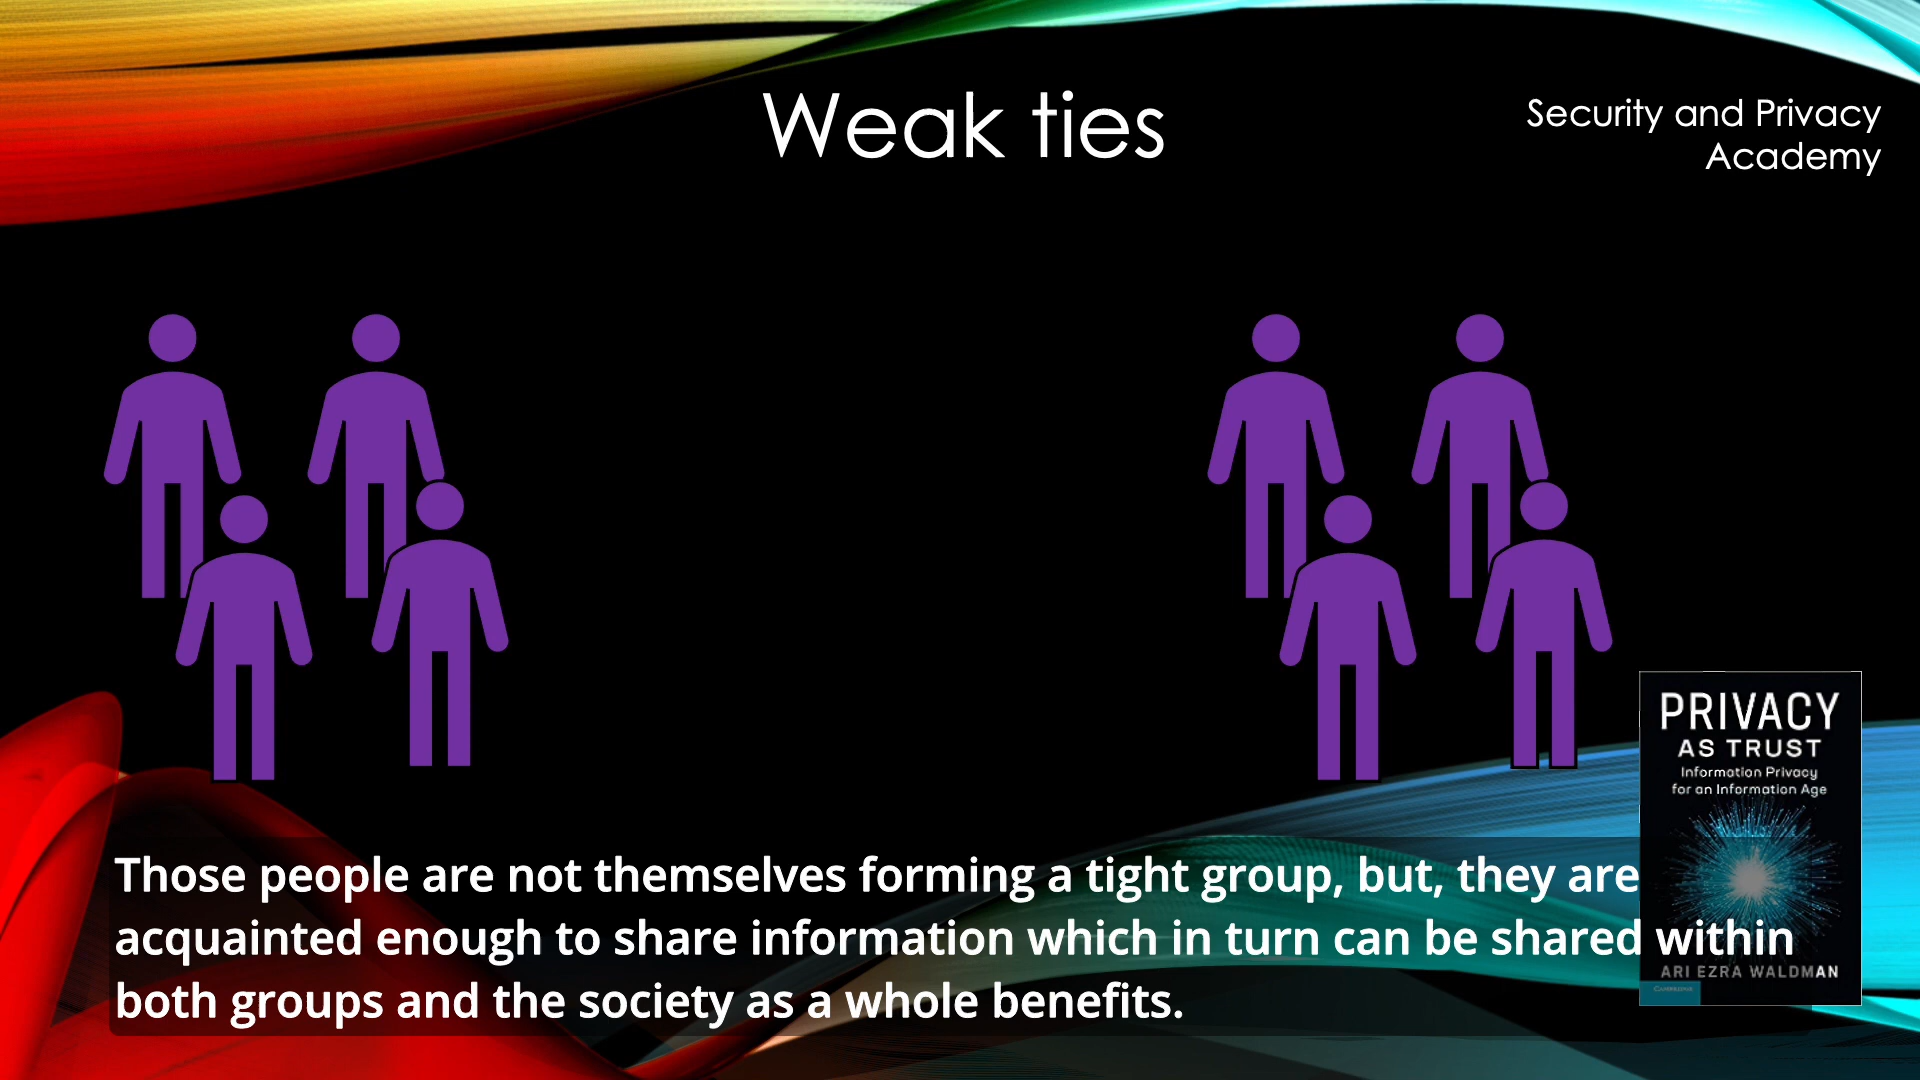 Weak ties
Security and Privacy
Academy
PRIVACY
AS TRUST
Information Privacy
for an Information Age
ARI EZRA WALDMAN
CAMBRIDGE
Those people are not themselves forming a tight group, but, they are
acquainted enough to share information which in turn can be shared within
both groups and the society as a whole benefits.